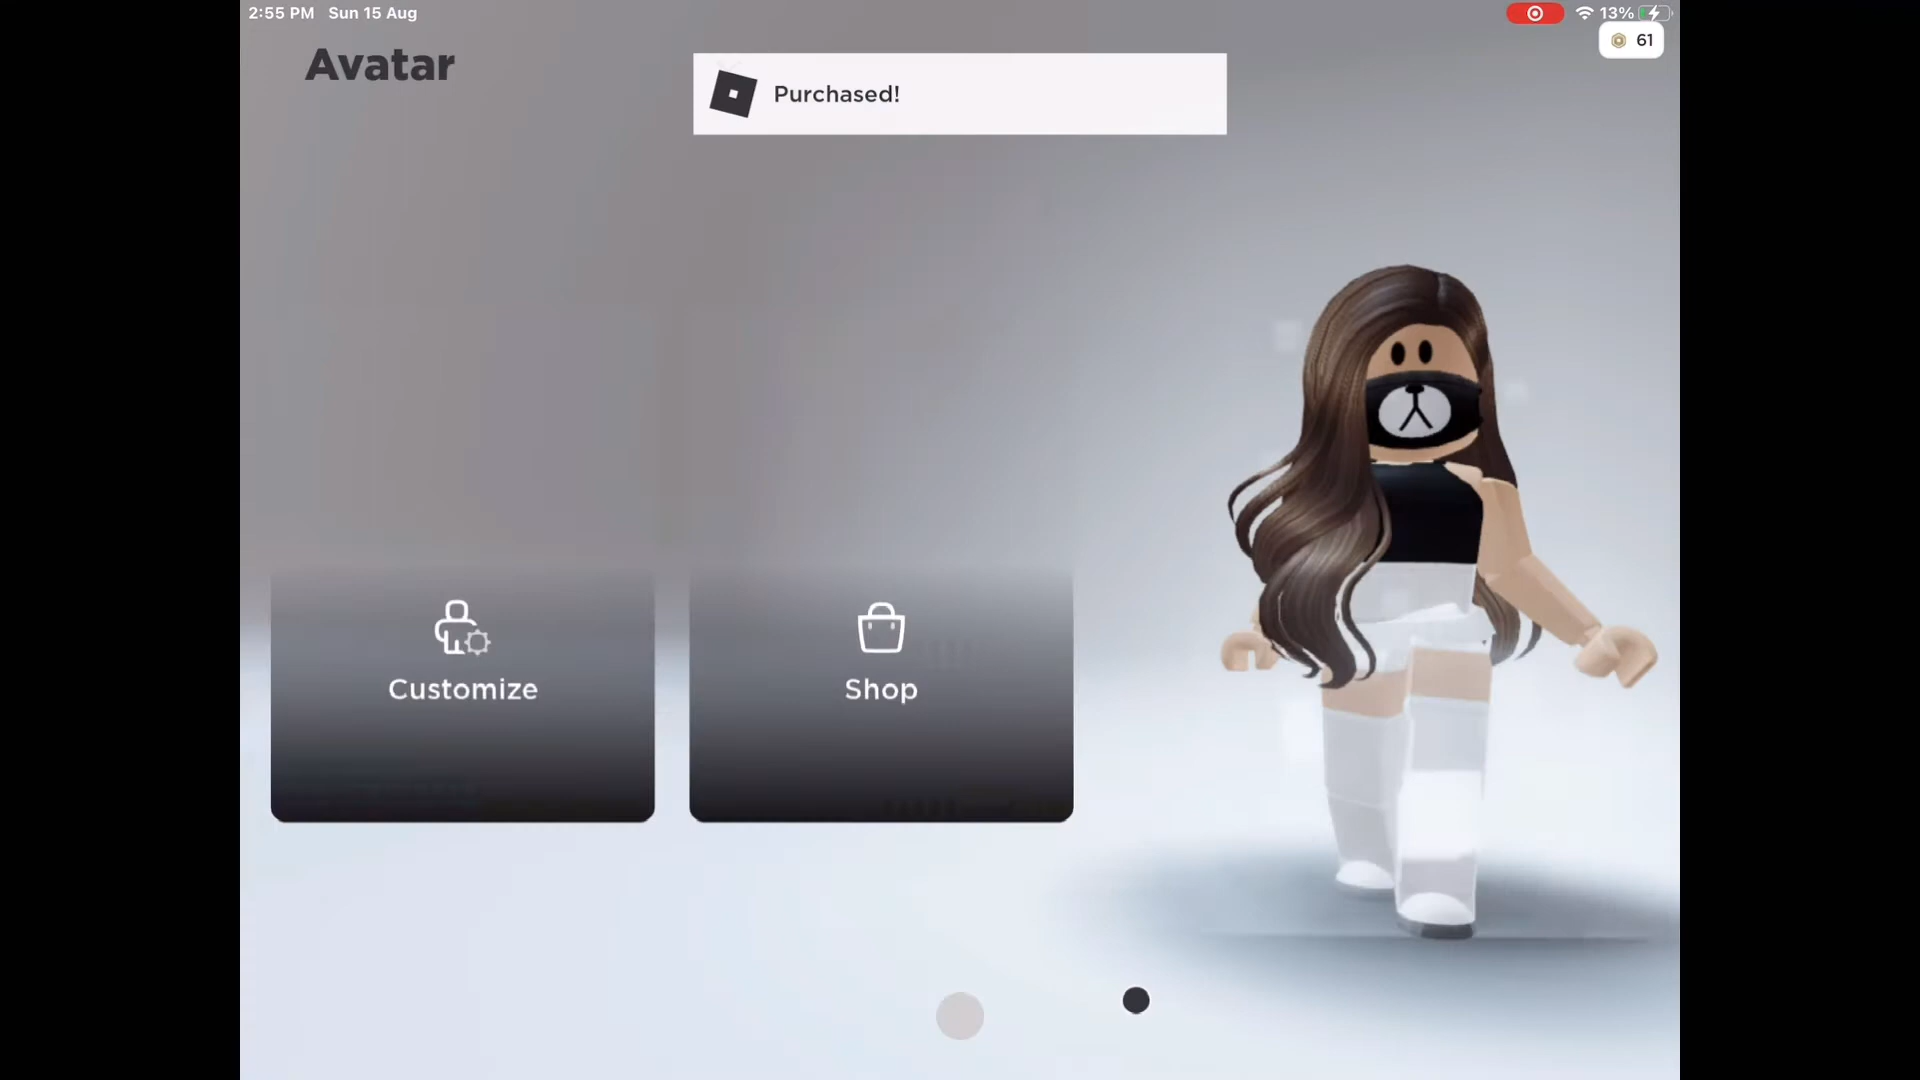 2:55 PM Sun 15 Aug
13%
61
Avatar
Purchased!
Customize
Shop